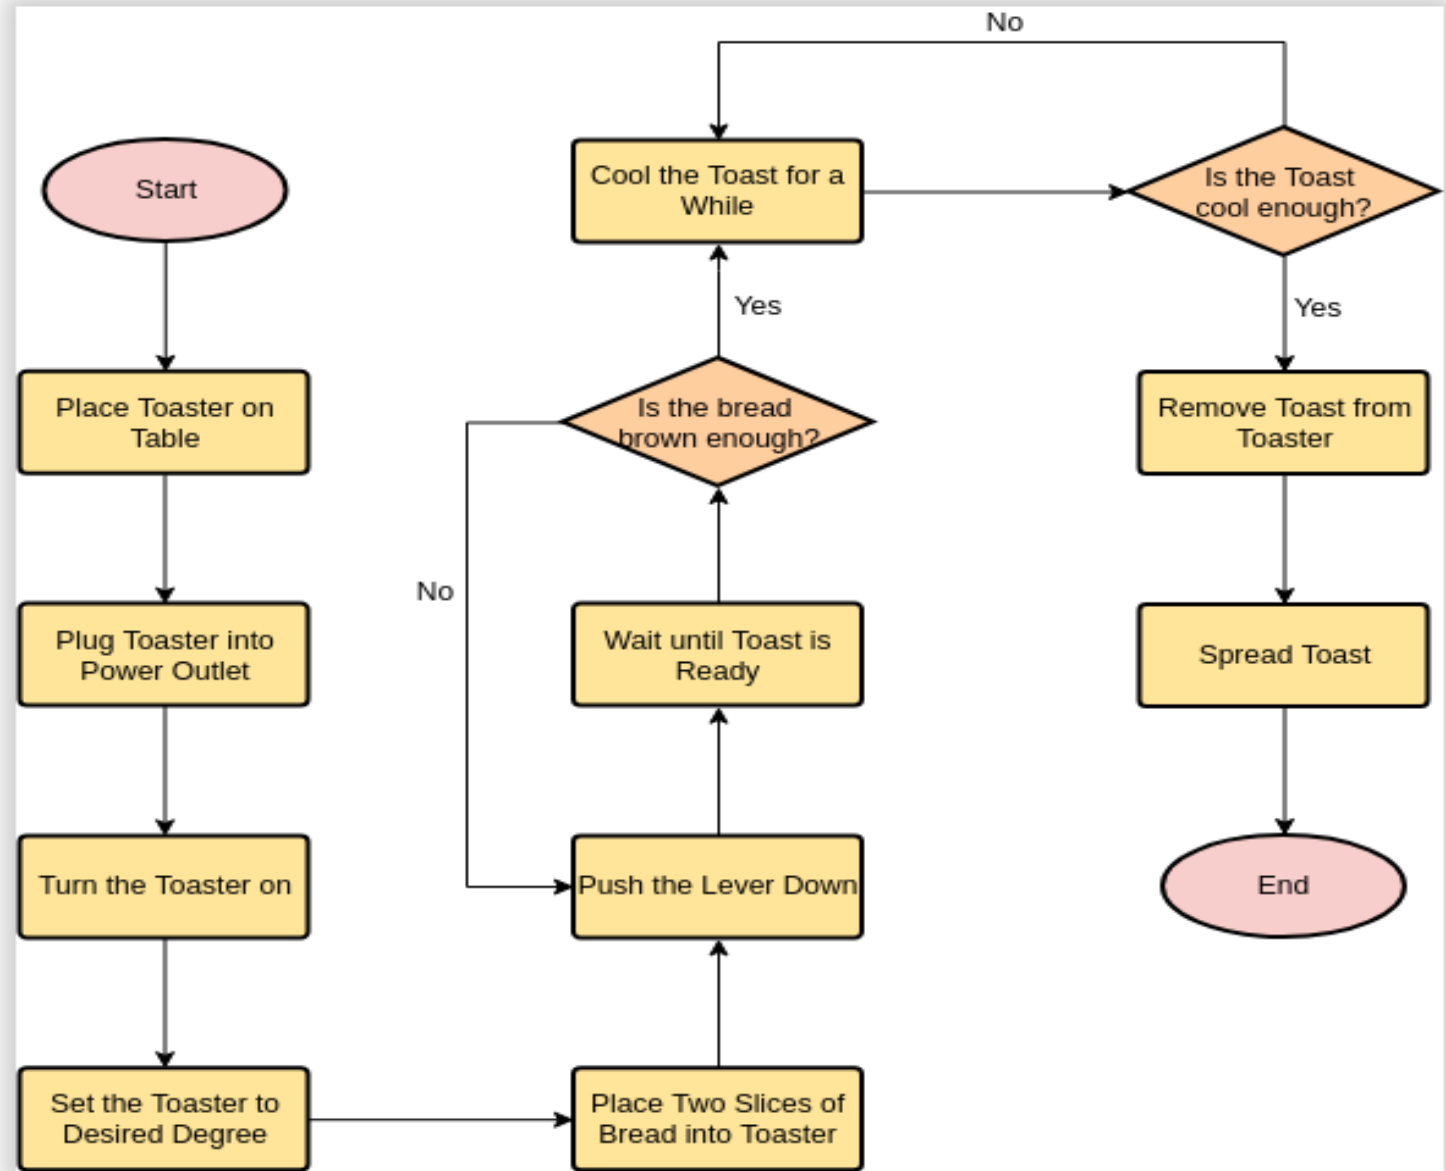 Start
Place Toaster on
Table
Plug Toaster into
Power Outlet
Turn the Toaster on
Set the Toaster to
Desired Degree
Place Two Slices of
Bread into Toaster
Push the Lever Down
Wait until Toast is
Ready
Is the bread
brown enough?
No
Yes
Cool the Toast for a
While
Is the Toast
cool enough?
No
Yes
Remove Toast from
Toaster
Spread Toast
End